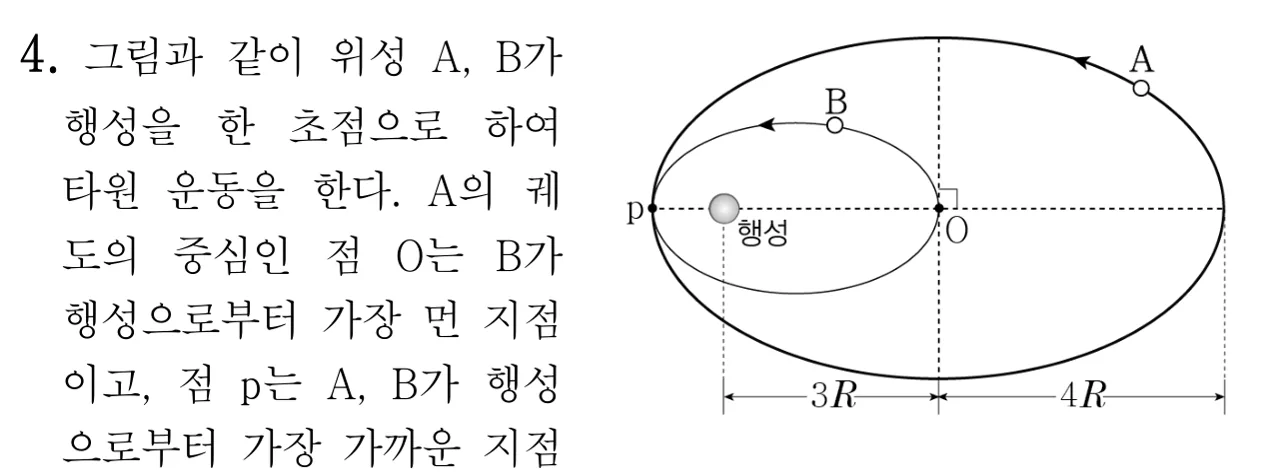 4. 그림과 같이 위성 A, B가
행성을 한 초점으로 하여
타원 운동을 한다. A의 궤
도의 중심인 점 O는 B가
행성으로부터 가장 먼 지점
이고, 점 p는 A, B가 행성
으로부터 가장 가까운 지점
A
B
p
행성
O
3R
4R